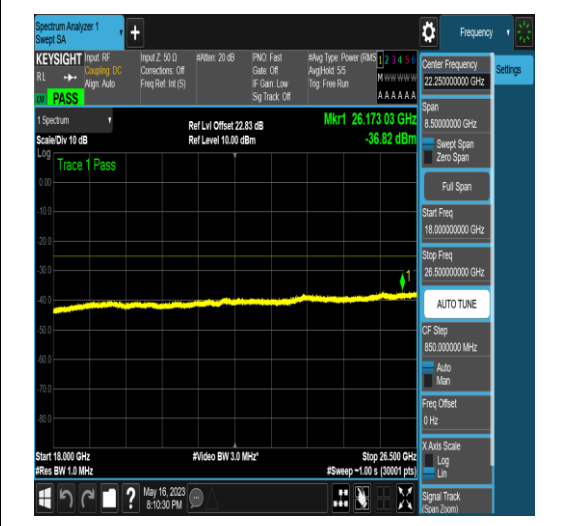 Spectrum Analyzer 1
Swept SA
+
Frequency
KEYSIGHT
Input: RF
Coupling: DC
Align: Auto
Input Z: 50 Ω
Corrections: Off
Freq Ref: Int (S)
#Atten: 20 dB
PNO: Fast
Gate: Off
IF Gain: Low
Sig Track: Off
#Avg Type: Power (RMS
Avg|Hold: 5/5
Trig: Free Run
1 2 3 4 5 6
M W W W W W
A A A A A A
RL
PASS
1 Spectrum
Scale/Div 10 dB
Ref Lvl Offset 22.83 dB
Ref Level 10.00 dBm
Mkr1 26.173 03 GHz
-36.82 dBm
Log
Trace 1 Pass
0.00
-10.0
-20.0
-30.0
-40.0
-50.0
-60.0
-70.0
-80.0
1
Start 18.000 GHz
#Res BW 1.0 MHz
#Video BW 3.0 MHz*
Stop 26.500 GHz
#Sweep ~1.00 s (30001 pts)
May 16, 2023
8:10:30 PM
?
Center Frequency
22.250000000 GHz
Settings
Span
8.50000000 GHz
Swept Span
Zero Span
Full Span
Start Freq
18.000000000 GHz
Stop Freq
26.500000000 GHz
AUTO TUNE
CF Step
850.000000 MHz
Auto
Man
Freq Offset
0 Hz
X Axis Scale
Log
Lin
Signal Track
(Span Zoom)